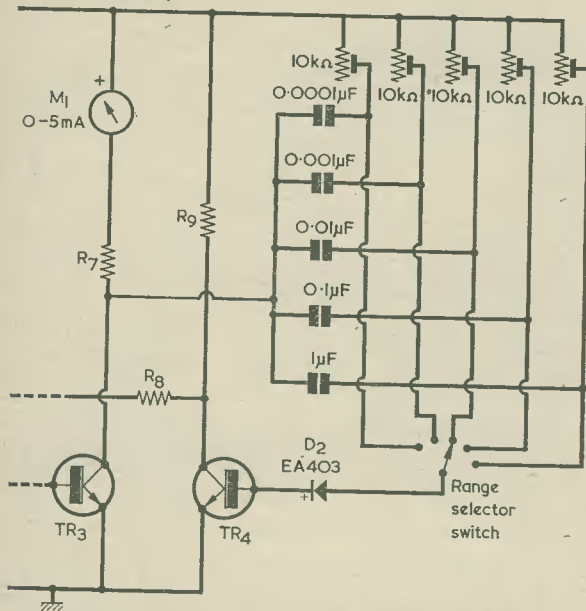 +
M1
0-5mA
R7
R9
10kΩ
10kΩ
10kΩ
10kΩ
10kΩ
0·0001μF
0·001μF
0·01μF
0·1μF
1μF
R8
D2
EA403
+
TR3
TR4
Range
selector
switch